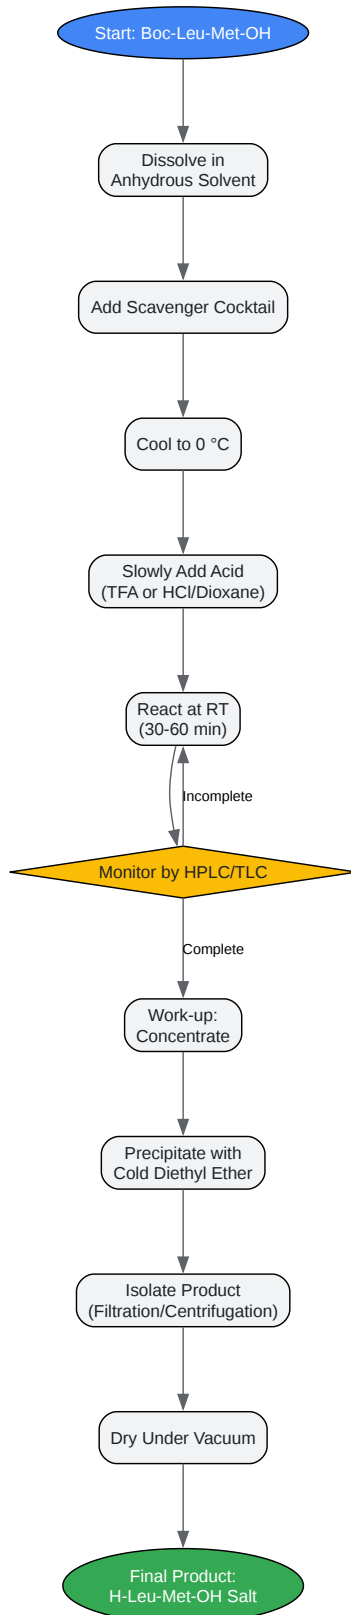 Start: Boc-Leu-Met-OH
Dissolve in
Anhydrous Solvent
Add Scavenger Cocktail
Cool to 0 °C
Slowly Add Acid
(TFA or HCl/Dioxane)
React at RT
(30-60 min)
Incomplete
Monitor by HPLC/TLC
Complete
Work-up:
Concentrate
Precipitate with
Cold Diethyl Ether
Isolate Product
(Filtration/Centrifugation)
Dry Under Vacuum
Final Product:
H-Leu-Met-OH Salt